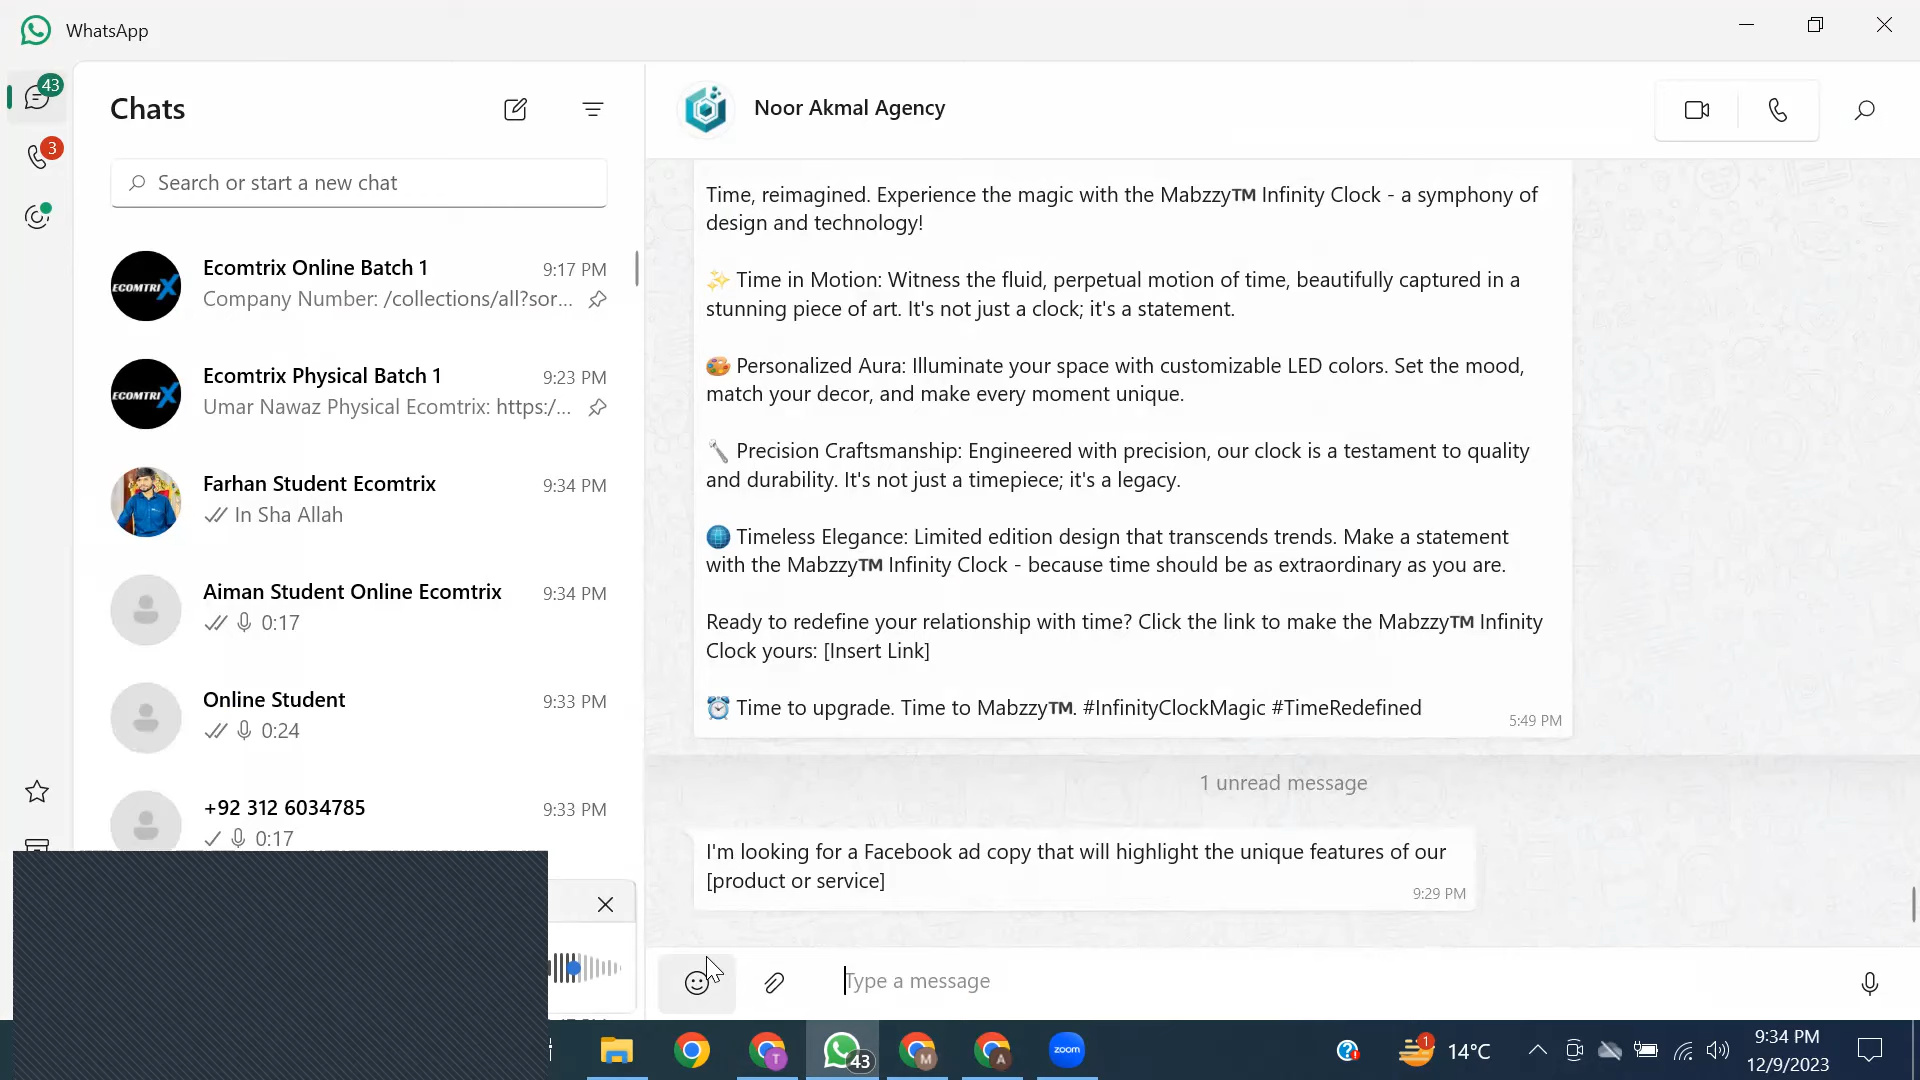 WhatsApp
43
3
Chats
Search or start a new chat
ECOMTRIX
Ecomtrix Online Batch 1
9:17 PM
Company Number: /collections/all?sor...
ECOMTRIX
Ecomtrix Physical Batch 1
9:23 PM
Umar Nawaz Physical Ecomtrix: https:/...
Farhan Student Ecomtrix
9:34 PM
In Sha Allah
Aiman Student Online Ecomtrix
9:34 PM
0:17
Online Student
9:33 PM
0:24
+92 312 6034785
9:33 PM
0:17
Noor Akmal Agency
Time, reimagined. Experience the magic with the Mabzzy™ Infinity Clock - a symphony of
design and technology!
✨ Time in Motion: Witness the fluid, perpetual motion of time, beautifully captured in a
stunning piece of art. It's not just a clock; it's a statement.
🎨 Personalized Aura: Illuminate your space with customizable LED colors. Set the mood,
match your decor, and make every moment unique.
🔧 Precision Craftsmanship: Engineered with precision, our clock is a testament to quality
and durability. It's not just a timepiece; it's a legacy.
🌐 Timeless Elegance: Limited edition design that transcends trends. Make a statement
with the Mabzzy™ Infinity Clock - because time should be as extraordinary as you are.
Ready to redefine your relationship with time? Click the link to make the Mabzzy™ Infinity
Clock yours: [Insert Link]
⏰ Time to upgrade. Time to Mabzzy™. #InfinityClockMagic #TimeRedefined
5:49 PM
1 unread message
I'm looking for a Facebook ad copy that will highlight the unique features of our
[product or service]
9:29 PM
Type a message
T
43
M
A
zoom
1
14°C
9:34 PM
12/9/2023